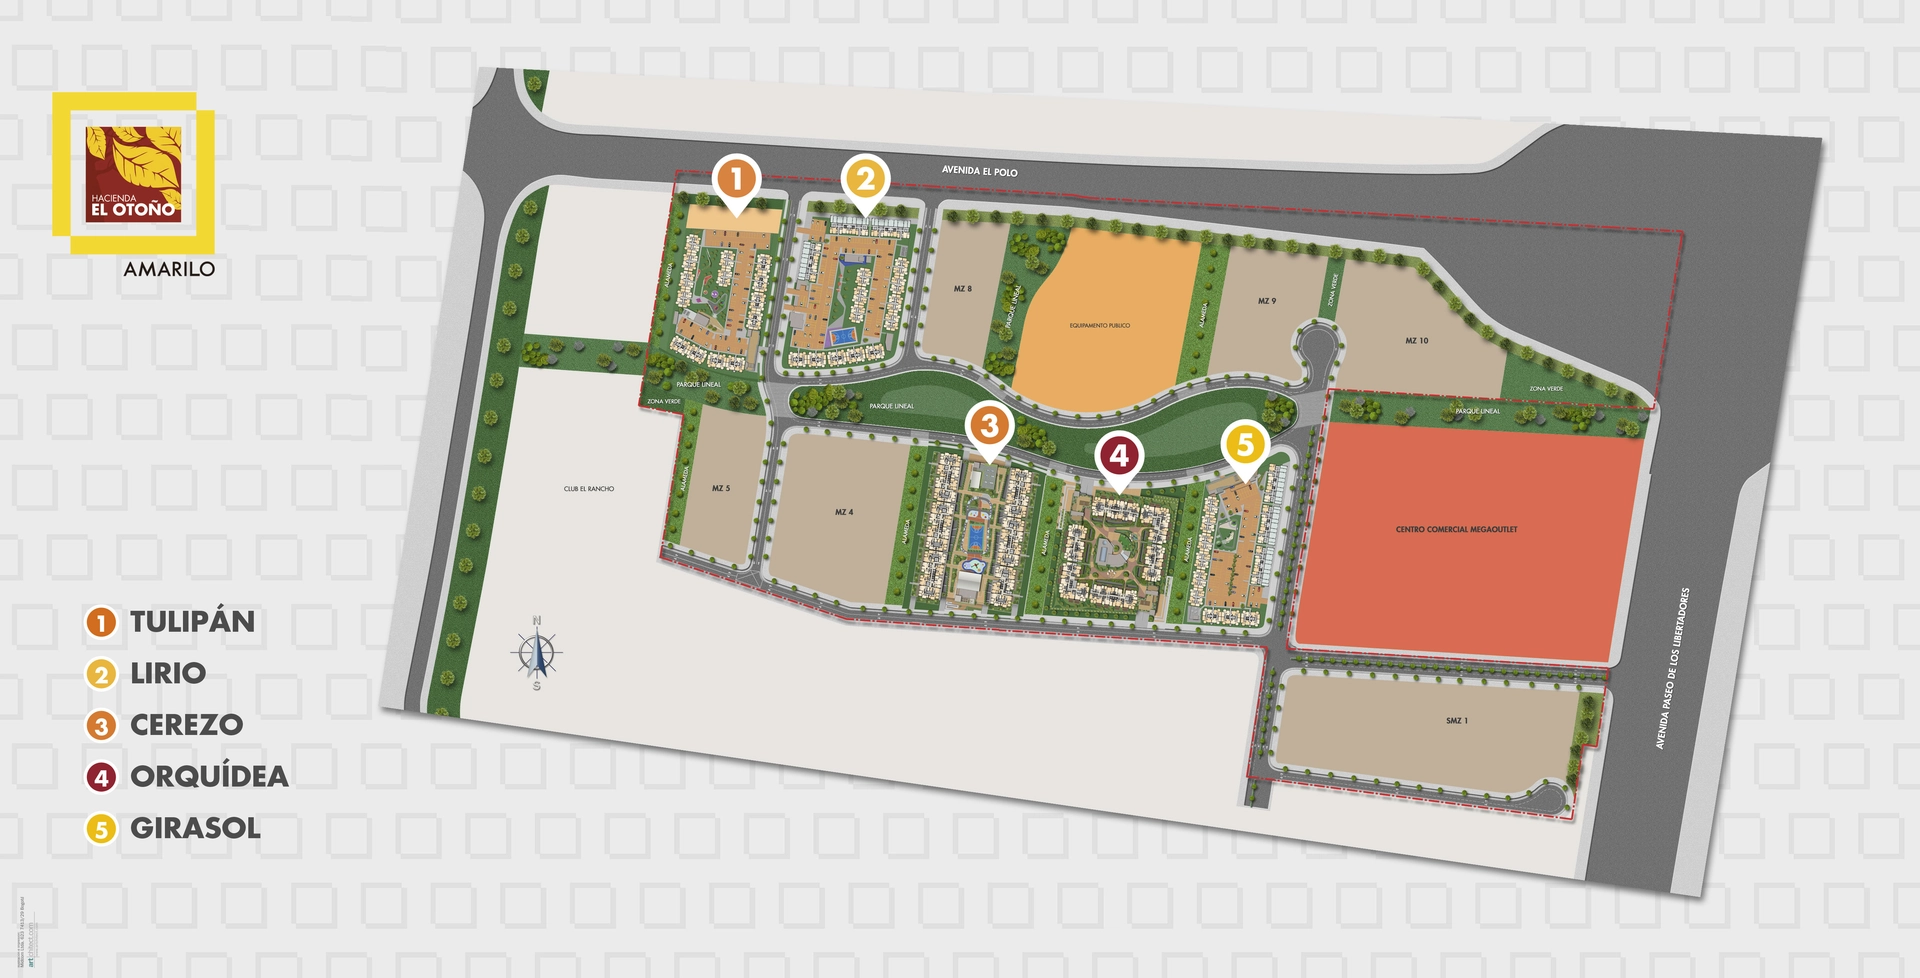 HACIENDA
EL OTOÑO
AMARILO
1 TULIPÁN
2 LIRIO
3 CEREZO
4 ORQUÍDEA
5 GIRASOL
AVENIDA EL POLO
1
2
ALAMEDA
MZ 8
PARQUE LINEAL
EQUIPAMENTO PUBLICO
ALAMEDA
MZ 9
ZONA VERDE
MZ 10
ZONA VERDE
PARQUE LINEAL
ZONA VERDE
PARQUE LINEAL
PARQUE LINEAL
3
4
5
CLUB EL RANCHO
ALAMEDA
MZ 5
MZ 4
ALAMEDA
ALAMEDA
ALAMEDA
CENTRO COMERCIAL MEGAOUTLET
AVENIDA PASEO DE LOS LIBERTADORES
SMZ 1
N
S